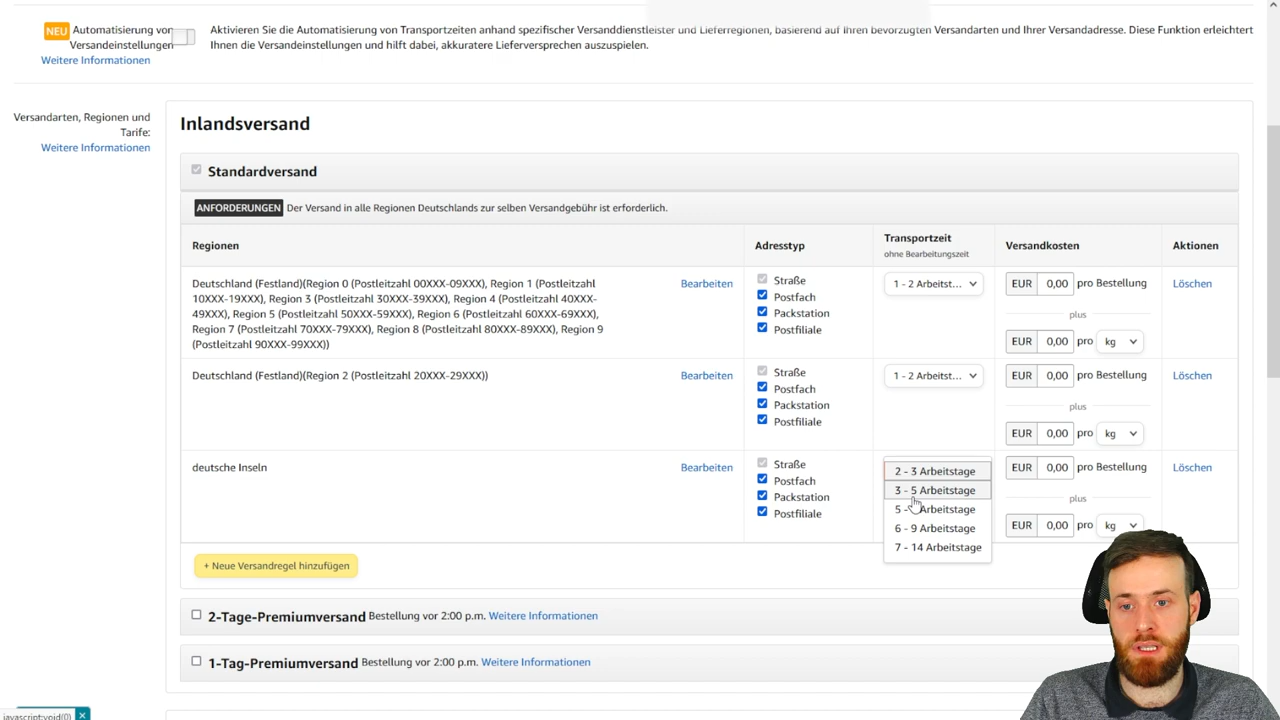 NEU Automatisierung von
Versandeinstellungen
Weitere Informationen
Aktivieren Sie die Automatisierung von Transportzeiten anhand spezifischer Versanddienstleister und Lieferregionen, basierend auf Ihren bevorzugten Versandarten und Ihrer Versandadresse. Diese Funktion erleichtert
Ihnen die Versandeinstellungen und hilft dabei, akkuratere Lieferversprechen auszuspielen.
Versandarten, Regionen und
Tarife:
Weitere Informationen
Inlandsversand
Standardversand
ANFORDERUNGEN Der Versand in alle Regionen Deutschlands zur selben Versandgebühr ist erforderlich.
Regionen
Adresstyp
Transportzeit
ohne Bearbeitungszeit
Versandkosten
Aktionen
Deutschland (Festland)(Region 0 (Postleitzahl 00XXX-09XXX), Region 1 (Postleitzahl
10XXX-19XXX), Region 3 (Postleitzahl 30XXX-39XXX), Region 4 (Postleitzahl 40XXX-
49XXX), Region 5 (Postleitzahl 50XXX-59XXX), Region 6 (Postleitzahl 60XXX-69XXX),
Region 7 (Postleitzahl 70XXX-79XXX), Region 8 (Postleitzahl 80XXX-89XXX), Region 9
(Postleitzahl 90XXX-99XXX))
Bearbeiten
Straße
Postfach
Packstation
Postfiliale
1 - 2 Arbeitst...
EUR 0,00 pro Bestellung
plus
EUR 0,00 pro kg
Löschen
Deutschland (Festland)(Region 2 (Postleitzahl 20XXX-29XXX))
Bearbeiten
Straße
Postfach
Packstation
Postfiliale
1 - 2 Arbeitst...
EUR 0,00 pro Bestellung
plus
EUR 0,00 pro kg
Löschen
deutsche Inseln
Bearbeiten
Straße
Postfach
Packstation
Postfiliale
2 - 3 Arbeitstage
3 - 5 Arbeitstage
5 - Arbeitstage
6 - 9 Arbeitstage
7 - 14 Arbeitstage
EUR 0,00 pro Bestellung
plus
EUR 0,00 pro kg
Löschen
+ Neue Versandregel hinzufügen
2-Tage-Premiumversand Bestellung vor 2:00 p.m. Weitere Informationen
1-Tag-Premiumversand Bestellung vor 2:00 p.m. Weitere Informationen
javascript:void(0)